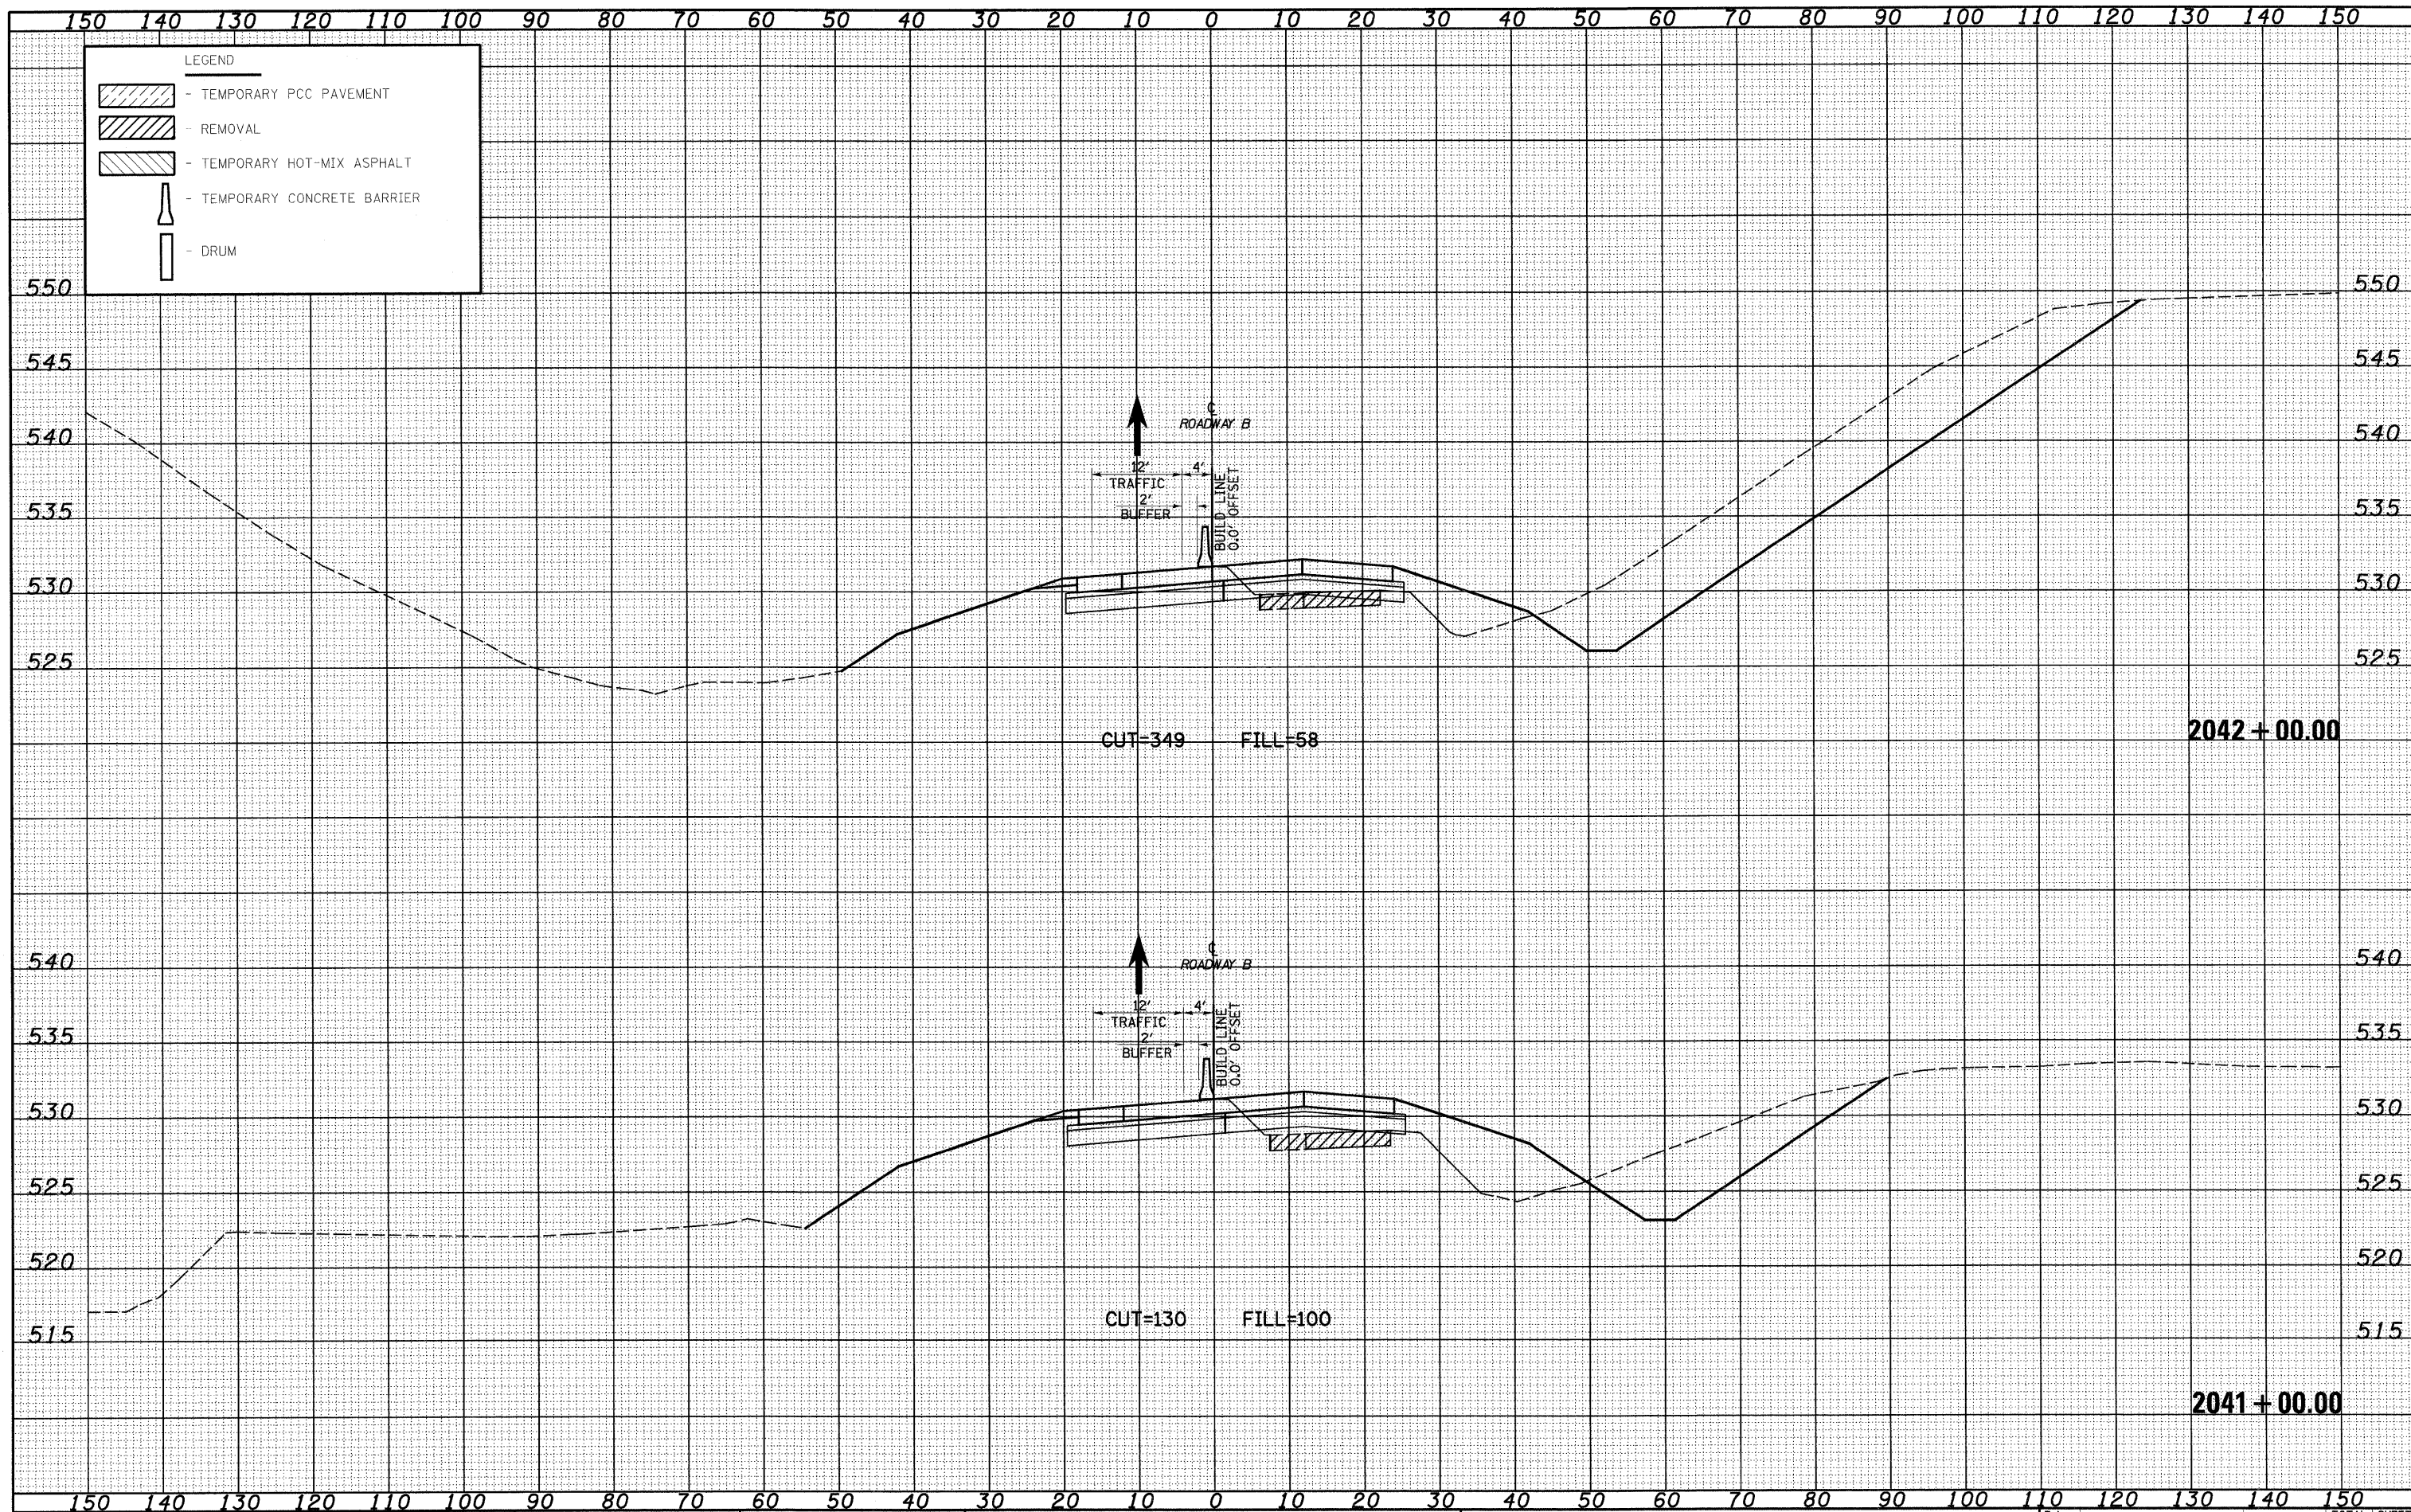 150 140 130 120 110 100 90 80 70 60 50 40 30 20 10 0 10 20 30 40 50 60 70 80 90 100 110 120 130 140 150
LEGEND
- TEMPORARY PCC PAVEMENT
- REMOVAL
- TEMPORARY HOT-MIX ASPHALT
- TEMPORARY CONCRETE BARRIER
- DRUM
550 550
545 545
540 540
535 535
530 530
525 525
℄
ROADWAY B
12' 4'
TRAFFIC
2'
BUFFER
BUILD LINE
0.0' OFFSET
CUT=349 FILL=58
2042+00.00
540 540
535 535
530 530
525 525
520 520
515 515
℄
ROADWAY B
12' 4'
TRAFFIC
2'
BUFFER
BUILD LINE
0.0' OFFSET
CUT=130 FILL=100
2041+00.00
150 140 130 120 110 100 90 80 70 60 50 40 30 20 10 0 10 20 30 40 50 60 70 80 90 100 110 120 130 140 150